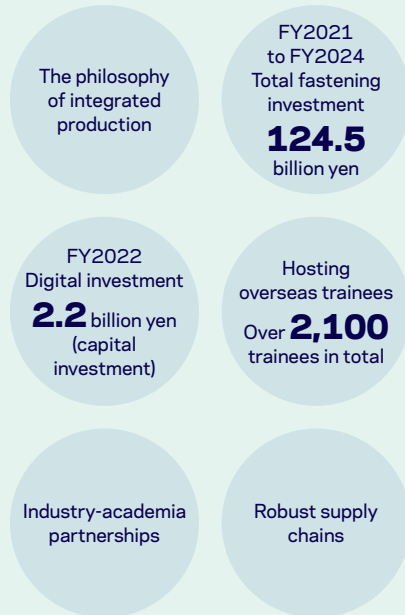 The philosophy
of integrated
production
FY2021
to FY2024
Total fastening
investment
124.5
billion yen
FY2022
Digital investment
2.2 billion yen
(capital
investment)
Hosting
overseas trainees
Over 2,100
trainees in total
Industry-academia
partnerships
Robust supply
chains